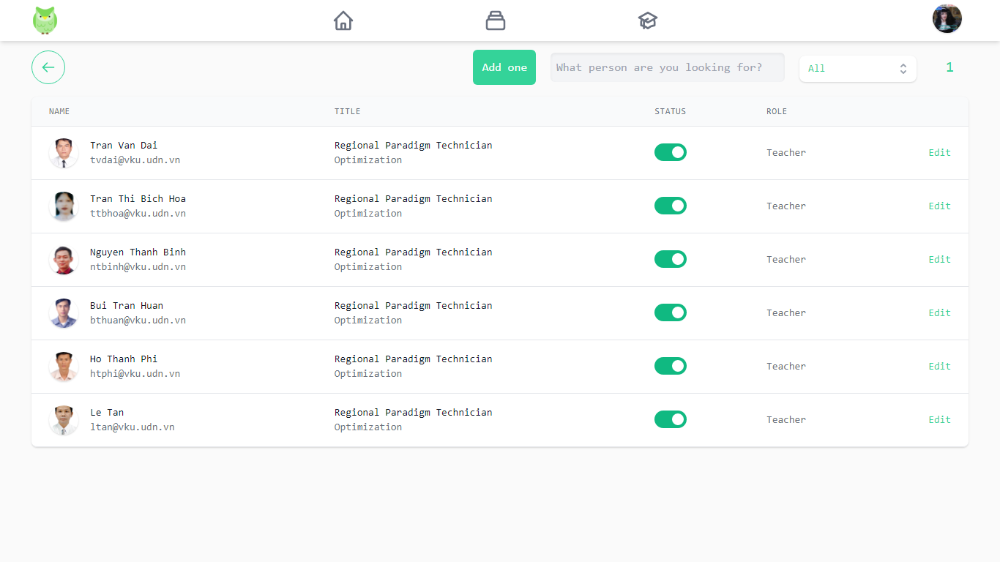 Add one
What person are you looking for?
All
1
NAME TITLE STATUS ROLE
Tran Van Dai Regional Paradigm Technician
tvdai@vku.udn.vn Optimization
Teacher Edit
Tran Thi Bich Hoa Regional Paradigm Technician
ttbhoa@vku.udn.vn Optimization
Teacher Edit
Nguyen Thanh Binh Regional Paradigm Technician
ntbinh@vku.udn.vn Optimization
Teacher Edit
Bui Tran Huan Regional Paradigm Technician
bthuan@vku.udn.vn Optimization
Teacher Edit
Ho Thanh Phi Regional Paradigm Technician
htphi@vku.udn.vn Optimization
Teacher Edit
Le Tan Regional Paradigm Technician
ltan@vku.udn.vn Optimization
Teacher Edit